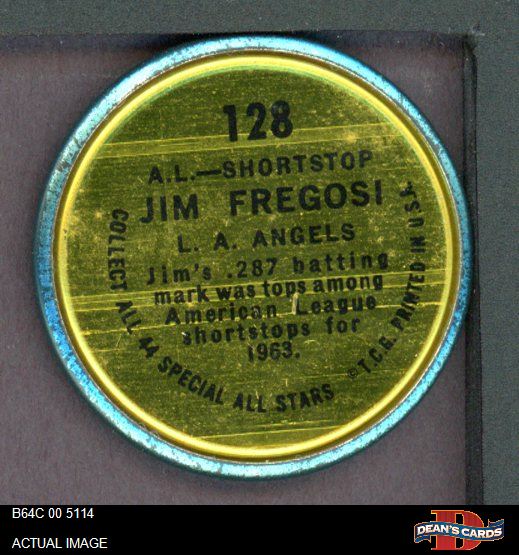 128
A.L.—SHORTSTOP
JIM FREGOSI
L. A. ANGELS
Jim's .287 batting
mark was tops among
American League
shortstops for
1963.
COLLECT ALL 44 SPECIAL ALL STARS
©T.C.G. PRINTED IN U.S.A.
B64C 00 5114
ACTUAL IMAGE
DEAN'S CARDS